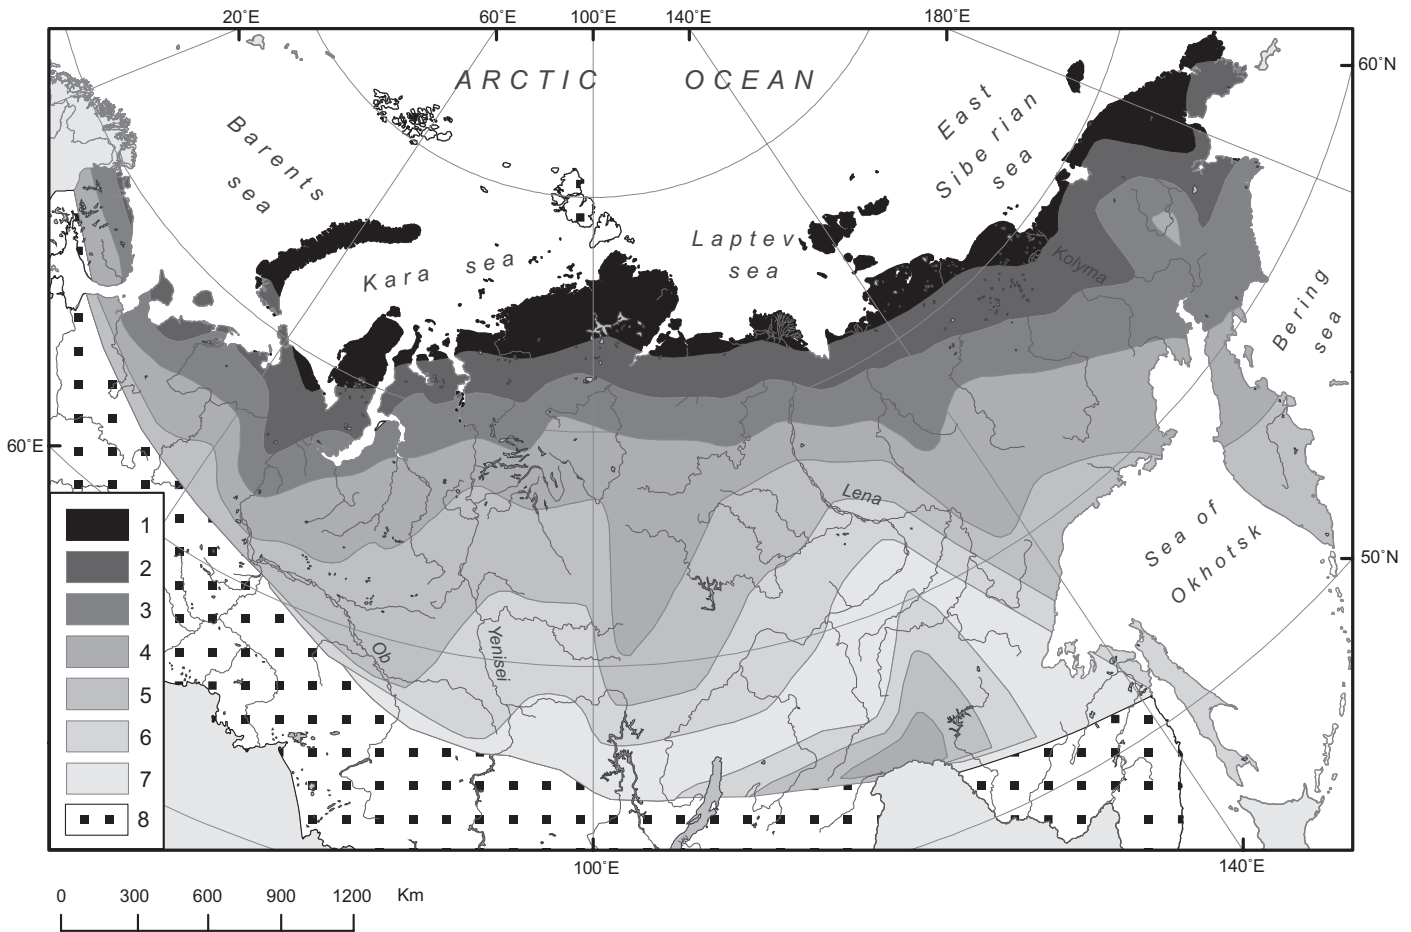 20°E 60°E 100°E 140°E 180°E
60°N
ARCTIC OCEAN
Barents sea
East Siberian sea
Laptev sea
Kara sea
Kolyma
Bering sea
60°E
Lena
Sea of Okhotsk
50°N
Ob
Yenisei
1
2
3
4
5
6
7
8
100°E 140°E
0 300 600 900 1200 Km